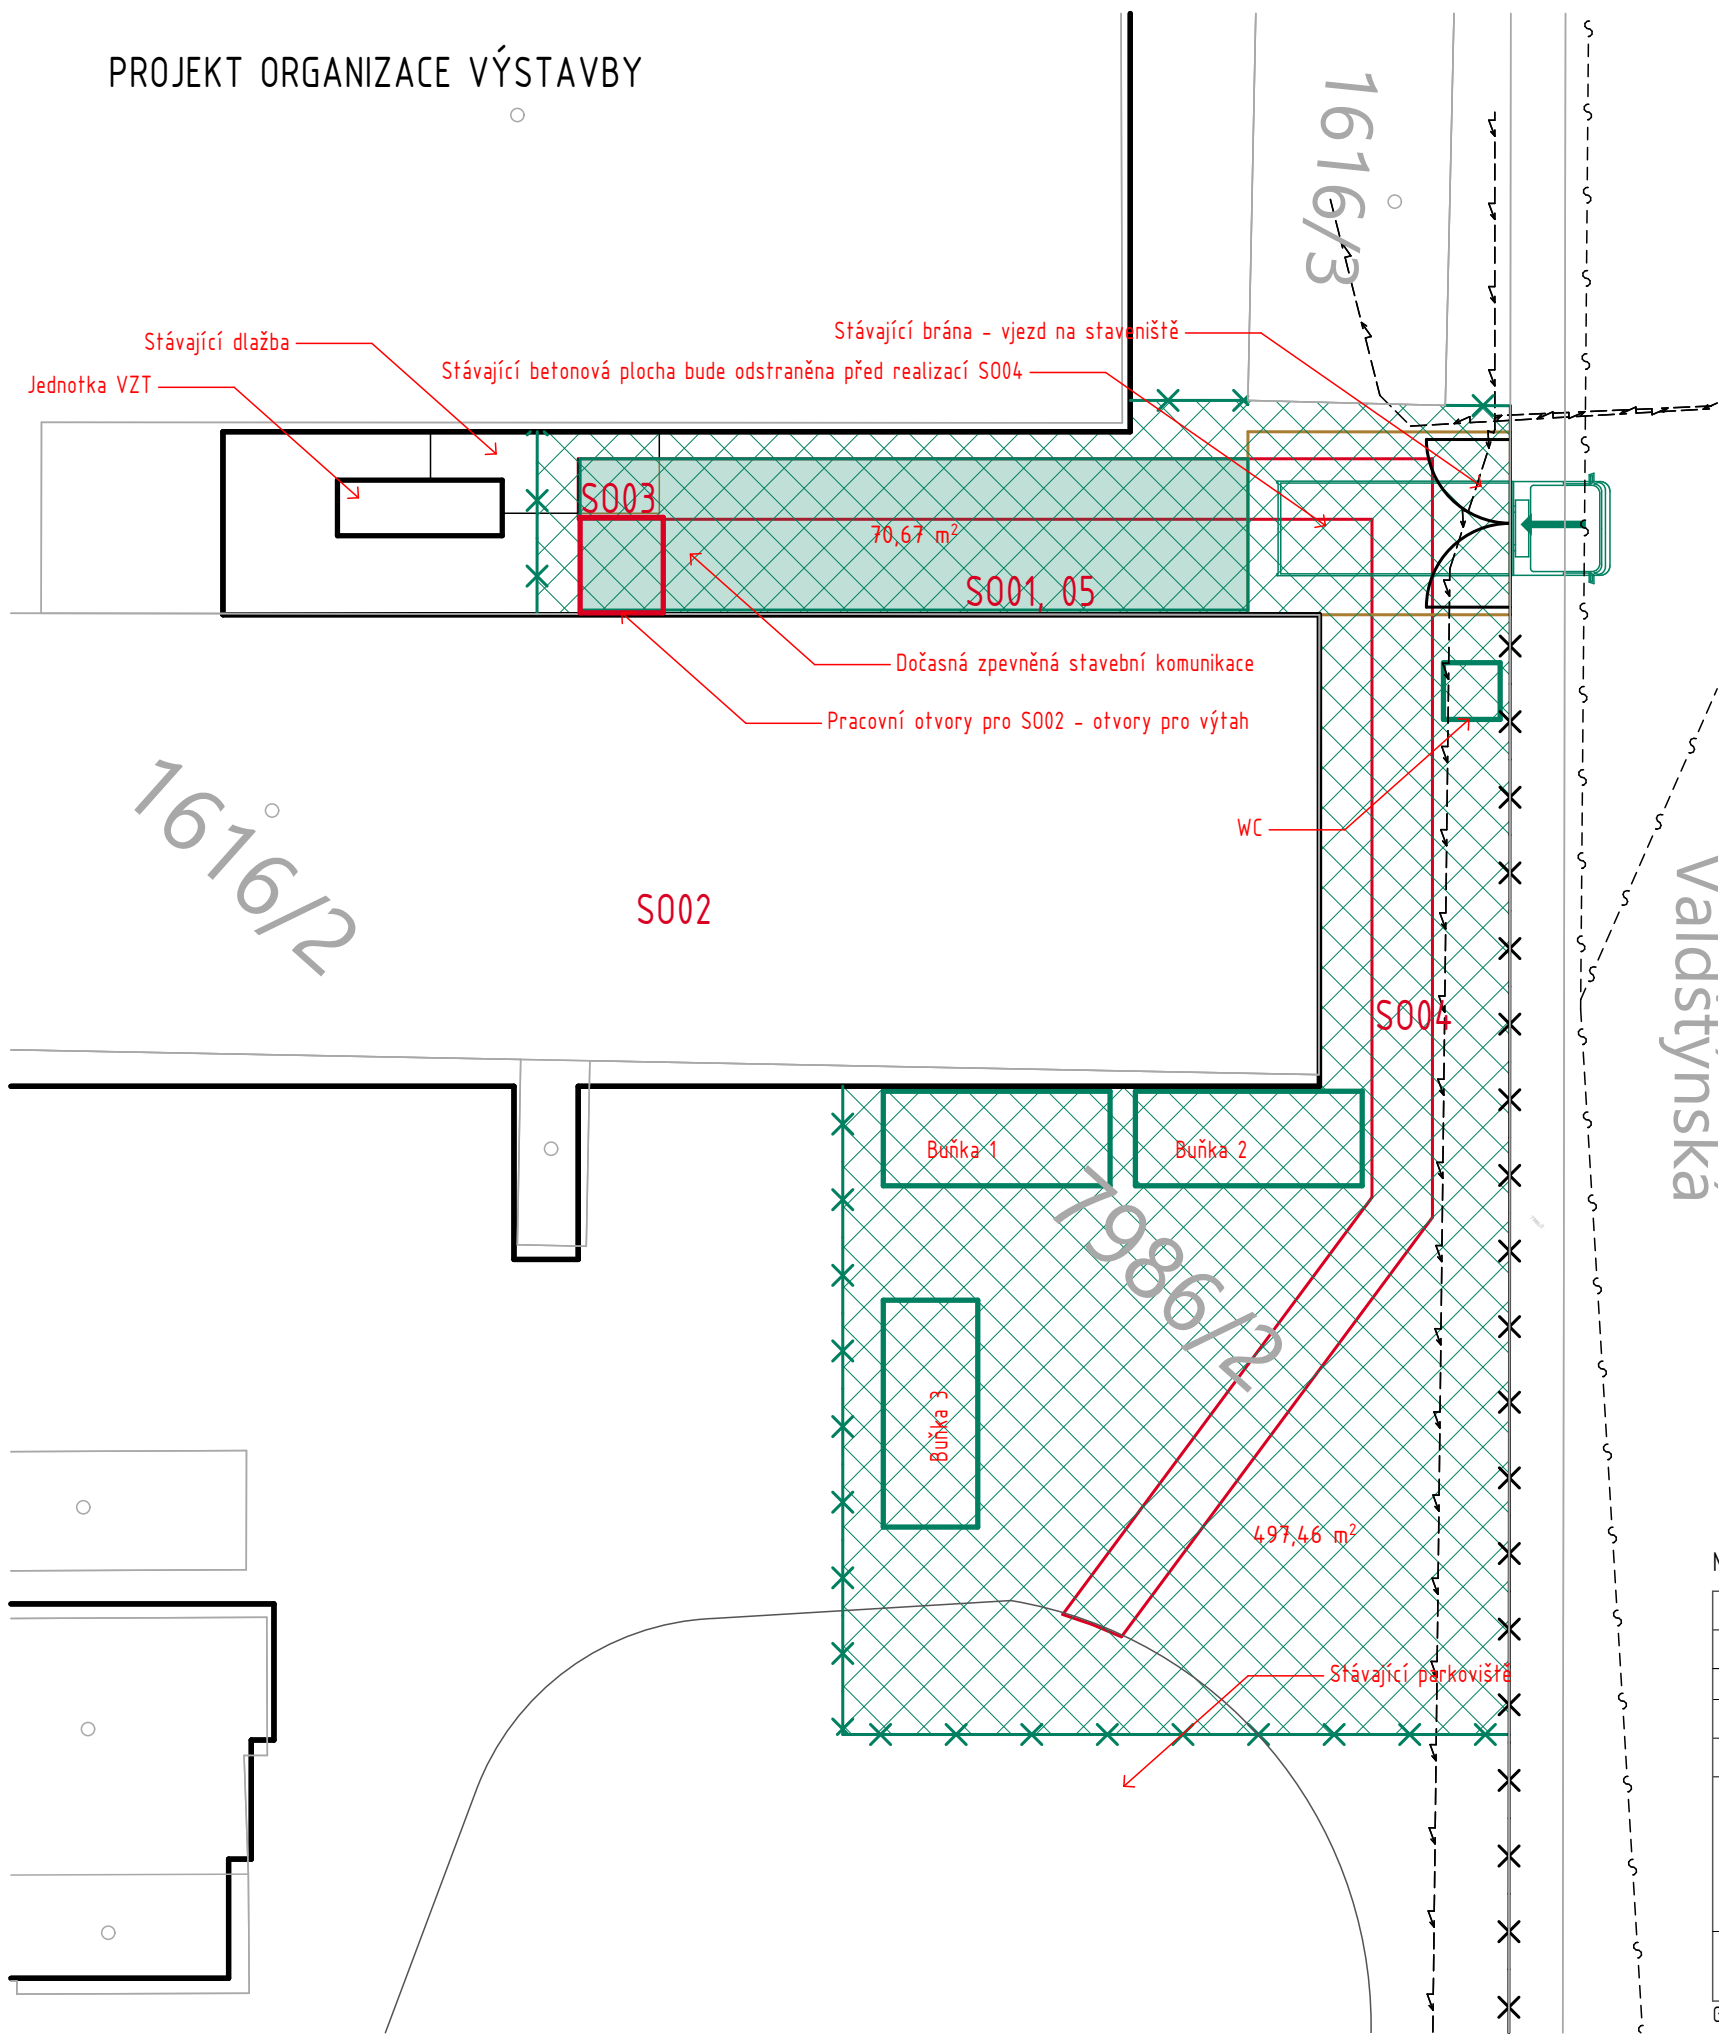 PROJEKT ORGANIZACE VÝSTAVBY
1616/3
Stávající brána - vjezd na staveniště
Stávající dlažba
Stávající betonová plocha bude odstraněna před realizací SO04
Jednotka VZT
SO03
70,67 m²
SO01, 05
Dočasná zpevněná stavební komunikace
Pracovní otvory pro SO02 - otvory pro výtah
1616/2
WC
SO02
Valdštýnská
SO04
Buňka 1
Buňka 2
7986/2
Buňka 3
497,46 m²
Stávající parkoviště